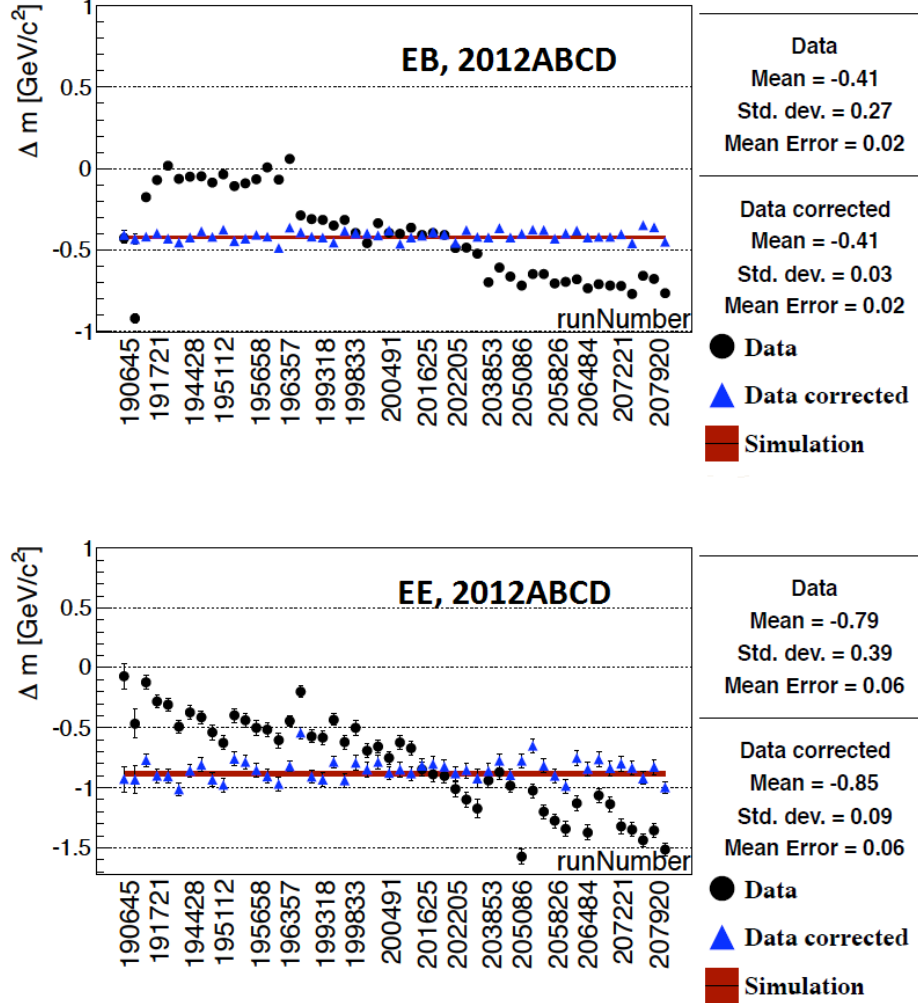 Δ m [GeV/c²]
1
0.5
0
-0.5
-1
EB, 2012ABCD
runNumber
190645
191721
194428
195112
195658
196357
199318
199833
200491
201625
202205
203853
205086
205826
206484
207221
207920
Data
Mean = -0.41
Std. dev. = 0.27
Mean Error = 0.02
Data corrected
Mean = -0.41
Std. dev. = 0.03
Mean Error = 0.02
Data
Data corrected
Simulation
Δ m [GeV/c²]
1
0.5
0
-0.5
-1
-1.5
EE, 2012ABCD
runNumber
190645
191721
194428
195112
195658
196357
199318
199833
200491
201625
202205
203853
205086
205826
206484
207221
207920
Data
Mean = -0.79
Std. dev. = 0.39
Mean Error = 0.06
Data corrected
Mean = -0.85
Std. dev. = 0.09
Mean Error = 0.06
Data
Data corrected
Simulation